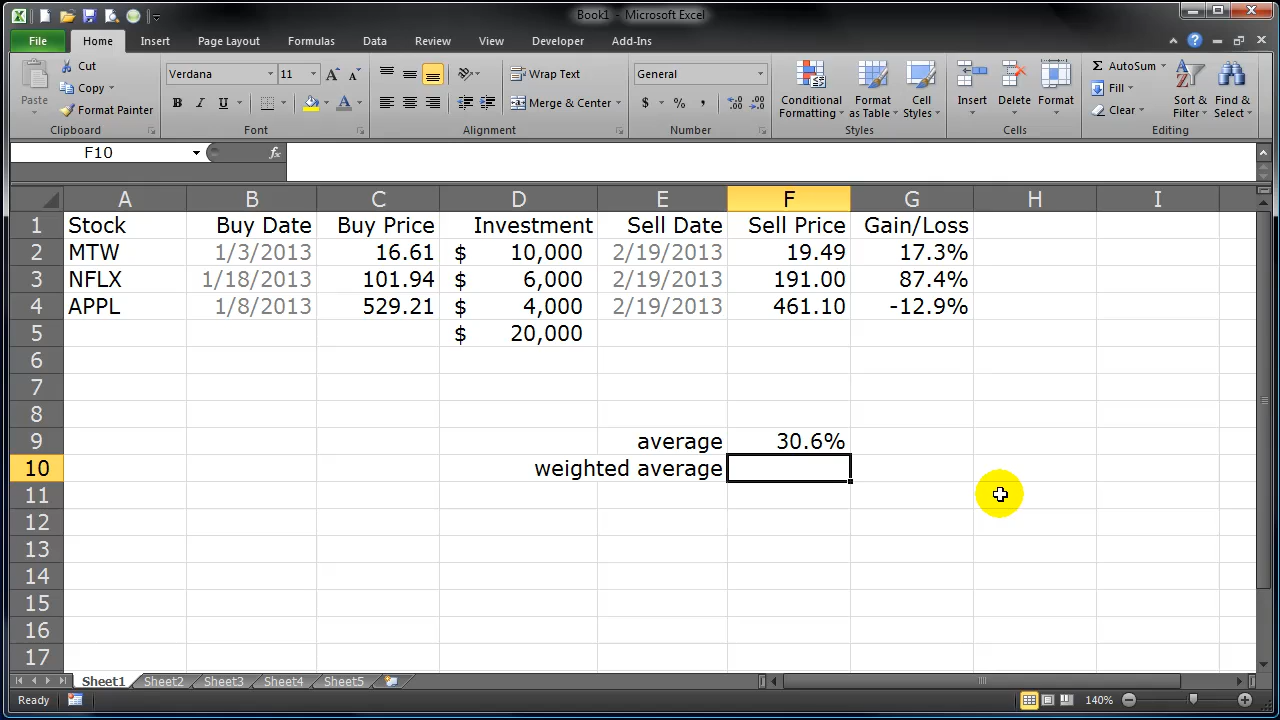 Book1 - Microsoft Excel
File Home Insert Page Layout Formulas Data Review View Developer Add-Ins
Paste Cut Copy Format Painter Clipboard
Verdana 11 B I U A A A Font
Wrap Text Merge & Center Alignment
General $ % , .0 .00 .00 .0 Number
Conditional Formatting Format as Table Cell Styles Styles
Insert Delete Format Cells
Σ AutoSum Fill Clear Sort & Filter Find & Select Editing
F10 fx
A B C D E F G H I
1 Stock Buy Date Buy Price Investment Sell Date Sell Price Gain/Loss
2 MTW 1/3/2013 16.61 $ 10,000 2/19/2013 19.49 17.3%
3 NFLX 1/18/2013 101.94 $ 6,000 2/19/2013 191.00 87.4%
4 APPL 1/8/2013 529.21 $ 4,000 2/19/2013 461.10 -12.9%
5 $ 20,000
6
7
8
9 average 30.6%
10 weighted average
11
12
13
14
15
16
17
Sheet1 Sheet2 Sheet3 Sheet4 Sheet5
Ready 140%